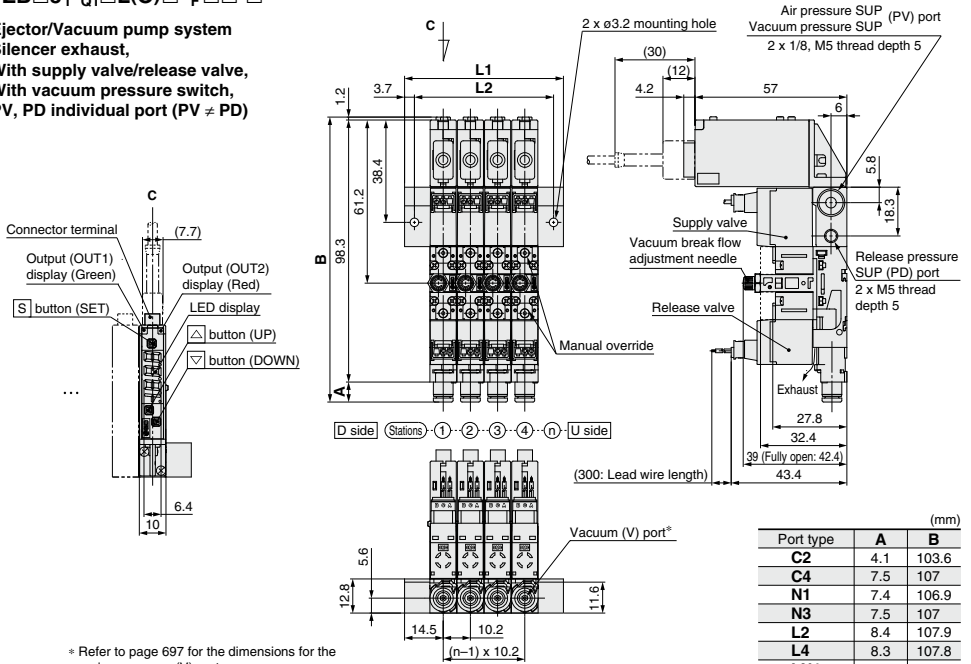 Ejector/Vacuum pump system
Silencer exhaust,
With supply valve/release valve,
With vacuum pressure switch,
PV, PD individual port (PV ≠ PD)
C
2 x ø3.2 mounting hole
Air pressure SUP
Vacuum pressure SUP
(PV) port
2 x 1/8, M5 thread depth 5
L1
L2
3.7
1.2
38.4
61.2
98.3
B
A
(30)
(12)
4.2
57
6
5.8
18.3
Supply valve
Vacuum break flow
adjustment needle
Release valve
Release pressure
SUP (PD) port
2 x M5 thread
depth 5
Exhaust
27.8
32.4
39 (Fully open: 42.4)
43.4
(300: Lead wire length)
Manual override
C
Connector terminal
(7.7)
Output (OUT1)
display (Green)
Output (OUT2)
display (Red)
LED display
S button (SET)
△ button (UP)
▽ button (DOWN)
...
6.4
10
D side (Stations) 1 2 3 4 n U side
Vacuum (V) port*
5.6
12.8
11.6
14.5
10.2
(n–1) x 10.2
(mm)
Port type A B
C2 4.1 103.6
C4 7.5 107
N1 7.4 106.9
N3 7.5 107
L2 8.4 107.9
L4 8.3 107.8
* Refer to page 697 for the dimensions for the